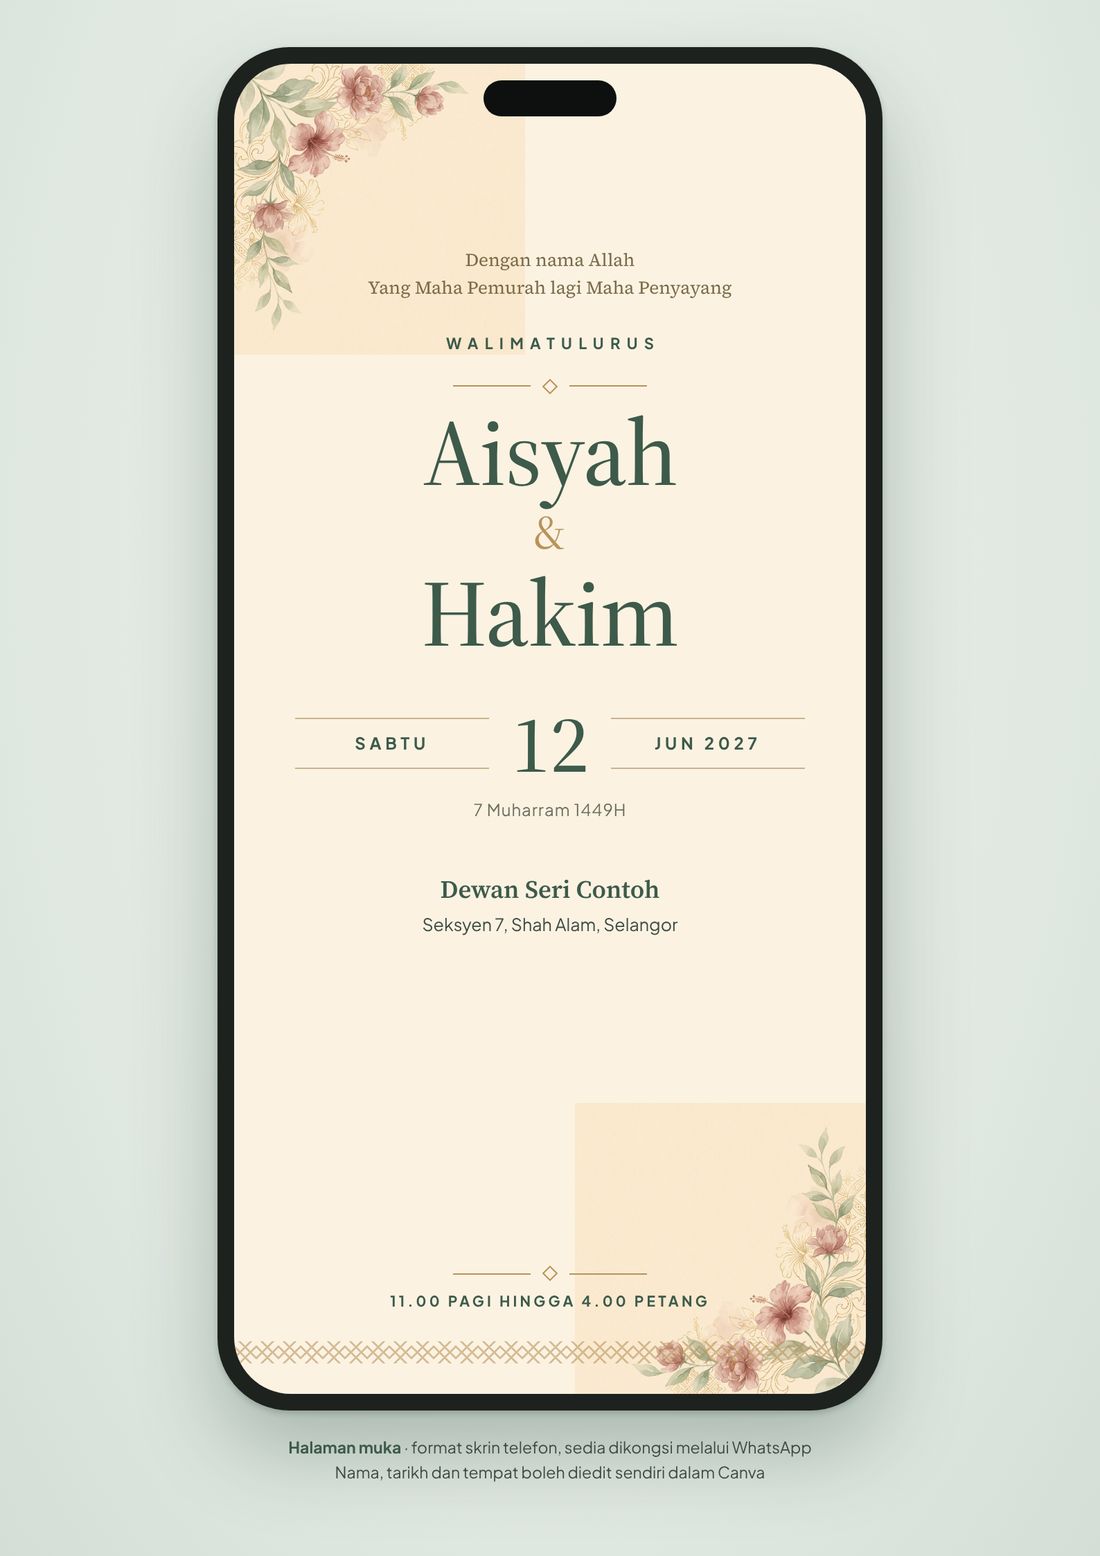 Dengan nama Allah
Yang Maha Pemurah lagi Maha Penyayang
WALIMATULURUS
Aisyah
&
Hakim
SABTU 12 JUN 2027
7 Muharram 1449H
Dewan Seri Contoh
Seksyen 7, Shah Alam, Selangor
11.00 PAGI HINGGA 4.00 PETANG
Halaman muka · format skrin telefon, sedia dikongsi melalui WhatsApp
Nama, tarikh dan tempat boleh diedit sendiri dalam Canva